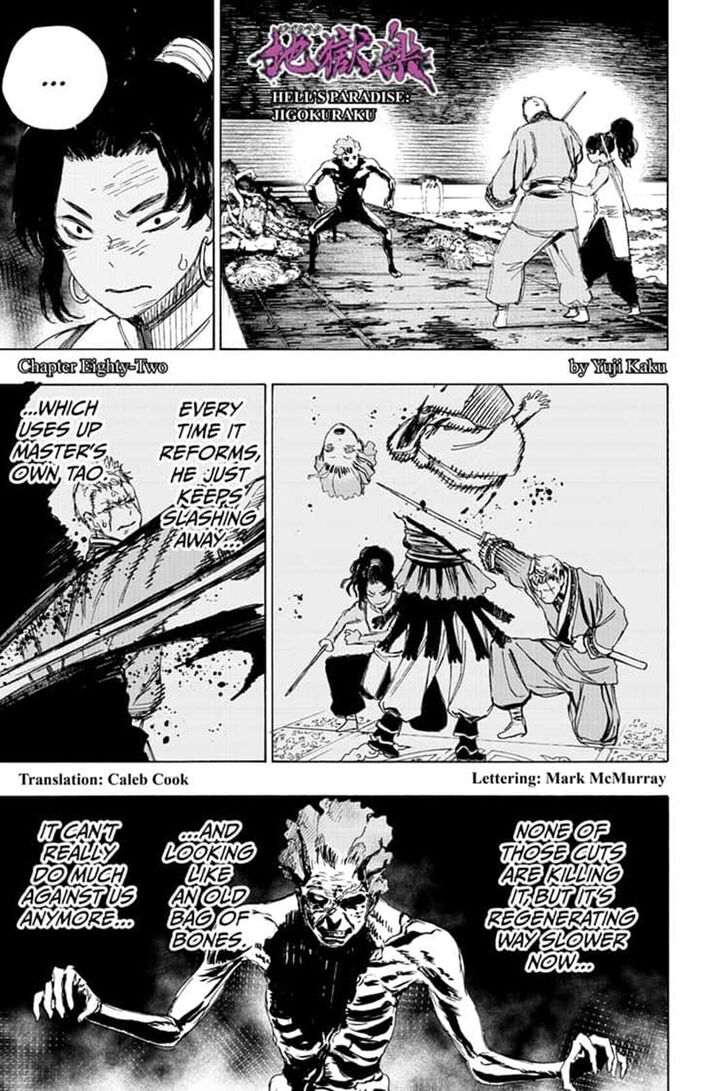 地獄楽
HELL'S PARADISE:
JIGOKURAKU
...
Chapter Eighty-Two
by Yuji Kaku
EVERY
TIME IT
REFORMS,
HE JUST
KEEPS
SLASHING
AWAY...
...WHICH
USES UP
MASTER'S
OWN TAO.
Translation: Caleb Cook
Lettering: Mark McMurray
NONE OF
THOSE CUTS
ARE KILLING
IT, BUT IT'S
REGENERATING
WAY SLOWER
NOW...
...AND
LOOKING
LIKE
AN OLD
BAG OF
BONES.
IT CAN'T
REALLY
DO MUCH
AGAINST US
ANYMORE...